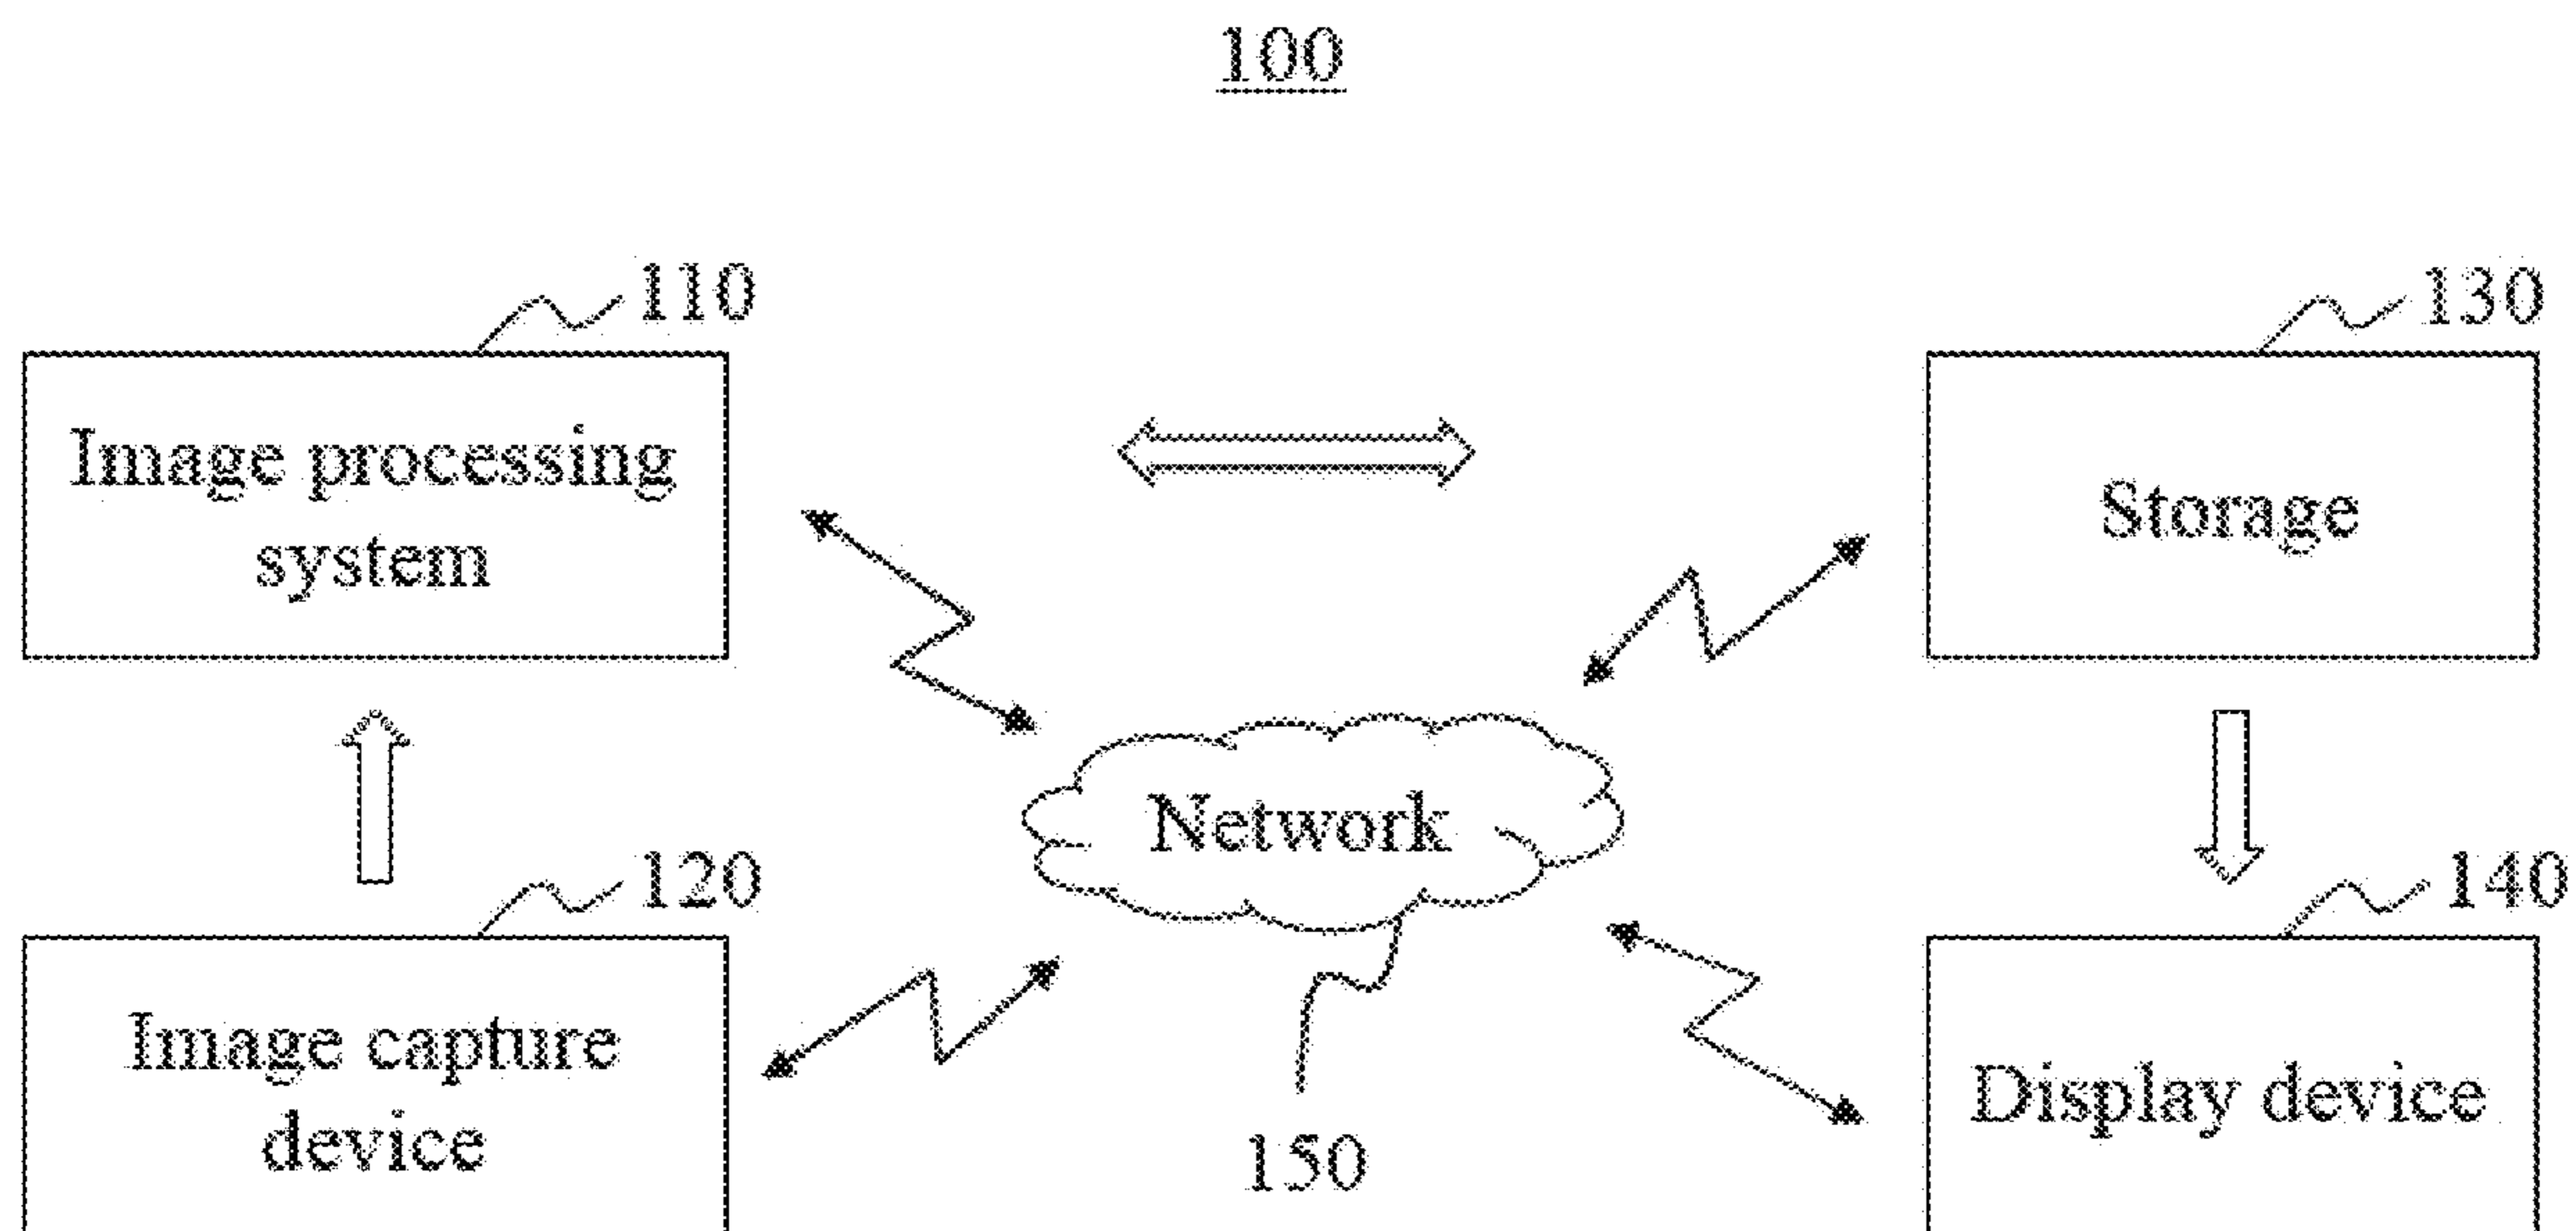 100
110
130
Image processing
system
Storage
Network
120
140
Image capture
device
Display device
150